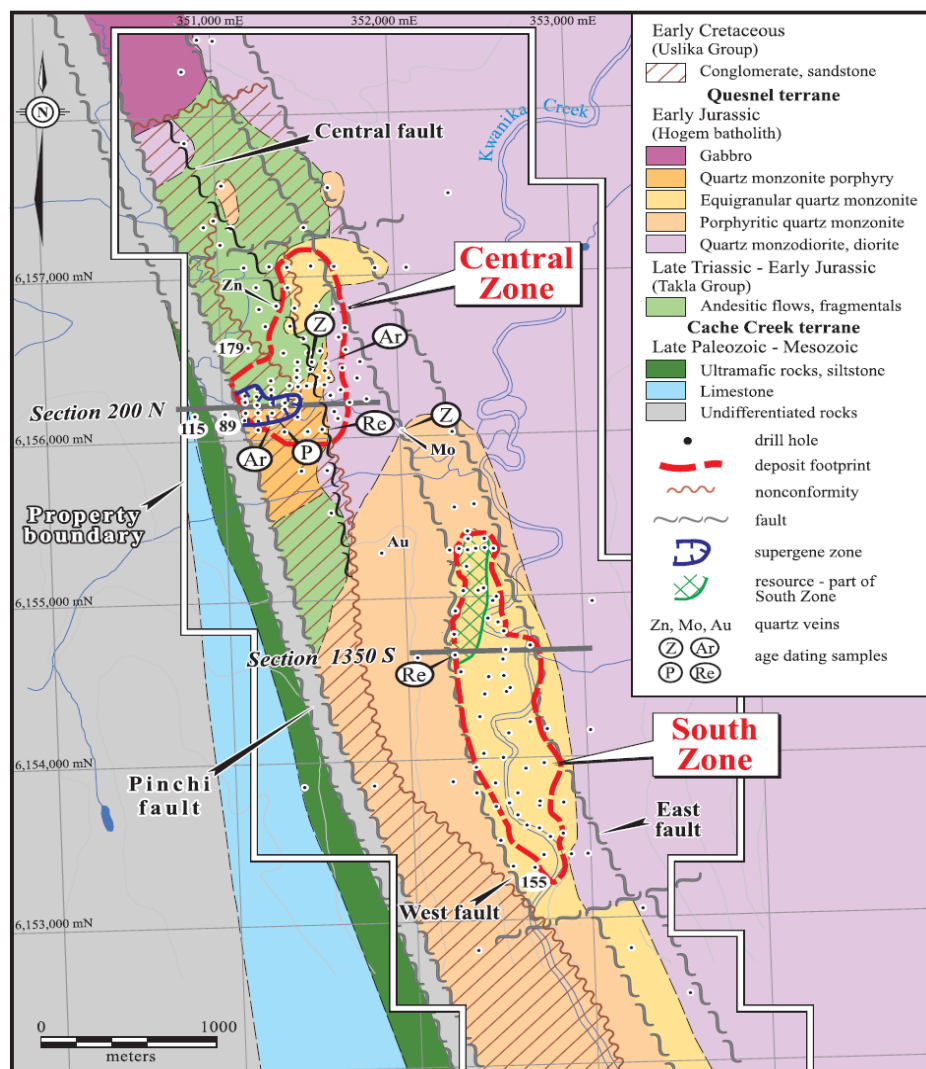 351,000 mE
352,000 mE
353,000 mE
N
Kwanika Creek
Central fault
6,157,000 mN
Zn
Central
Zone
Z
Ar
179
Section 200 N
6,156,000 mN
115
89
Ar
P
Re
Z
Mo
Property
boundary
Au
6,155,000 mN
Section 1350 S
Re
South
Zone
6,154,000 mN
Pinchi
fault
East
fault
155
West fault
6,153,000 mN
0
1000
meters
Early Cretaceous
(Uslika Group)
Conglomerate, sandstone
Quesnel terrane
Early Jurassic
(Hogem batholith)
Gabbro
Quartz monzonite porphyry
Equigranular quartz monzonite
Porphyritic quartz monzonite
Quartz monzodiorite, diorite
Late Triassic - Early Jurassic
(Takla Group)
Andesitic flows, fragmentals
Cache Creek terrane
Late Paleozoic - Mesozoic
Ultramafic rocks, siltstone
Limestone
Undifferentiated rocks
drill hole
deposit footprint
nonconformity
fault
supergene zone
resource - part of
South Zone
Zn, Mo, Au quartz veins
Z Ar age dating samples
P Re